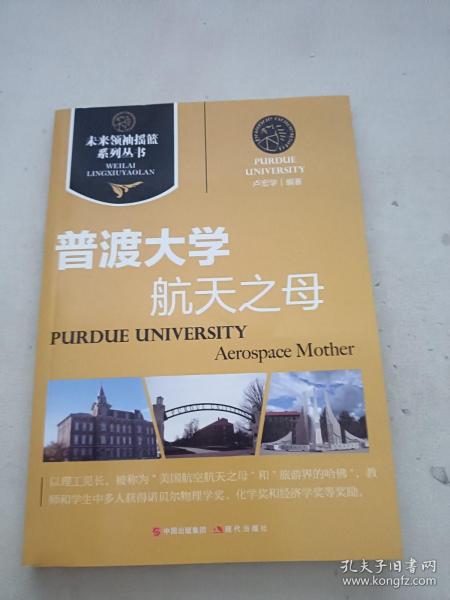 未来领袖摇篮
系列丛书
WEILAI
LINGXIUYAOLAN
PURDUE
UNIVERSITY
卢宏学｜编著
普渡大学
航天之母
PURDUE UNIVERSITY
Aerospace Mother
以理工见长，被称为“美国航空航天之母”和“旅游界的哈佛”，教
师和学生中多人获得诺贝尔物理学奖、化学奖和经济学奖等奖励。
中国出版集团 现代出版社
孔夫子旧书网
www.kongfz.com